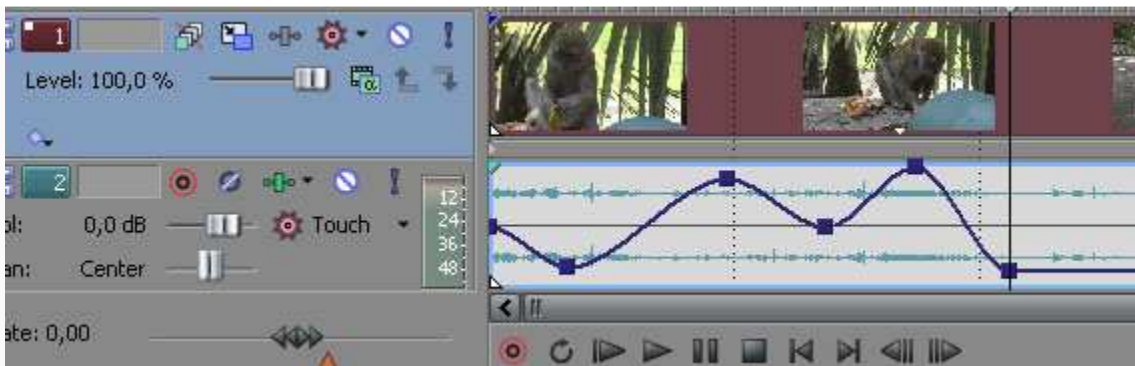 1
Level: 100,0 %
2
12
24
36
48
ol: 0,0 dB
Touch
an: Center
ate: 0,00